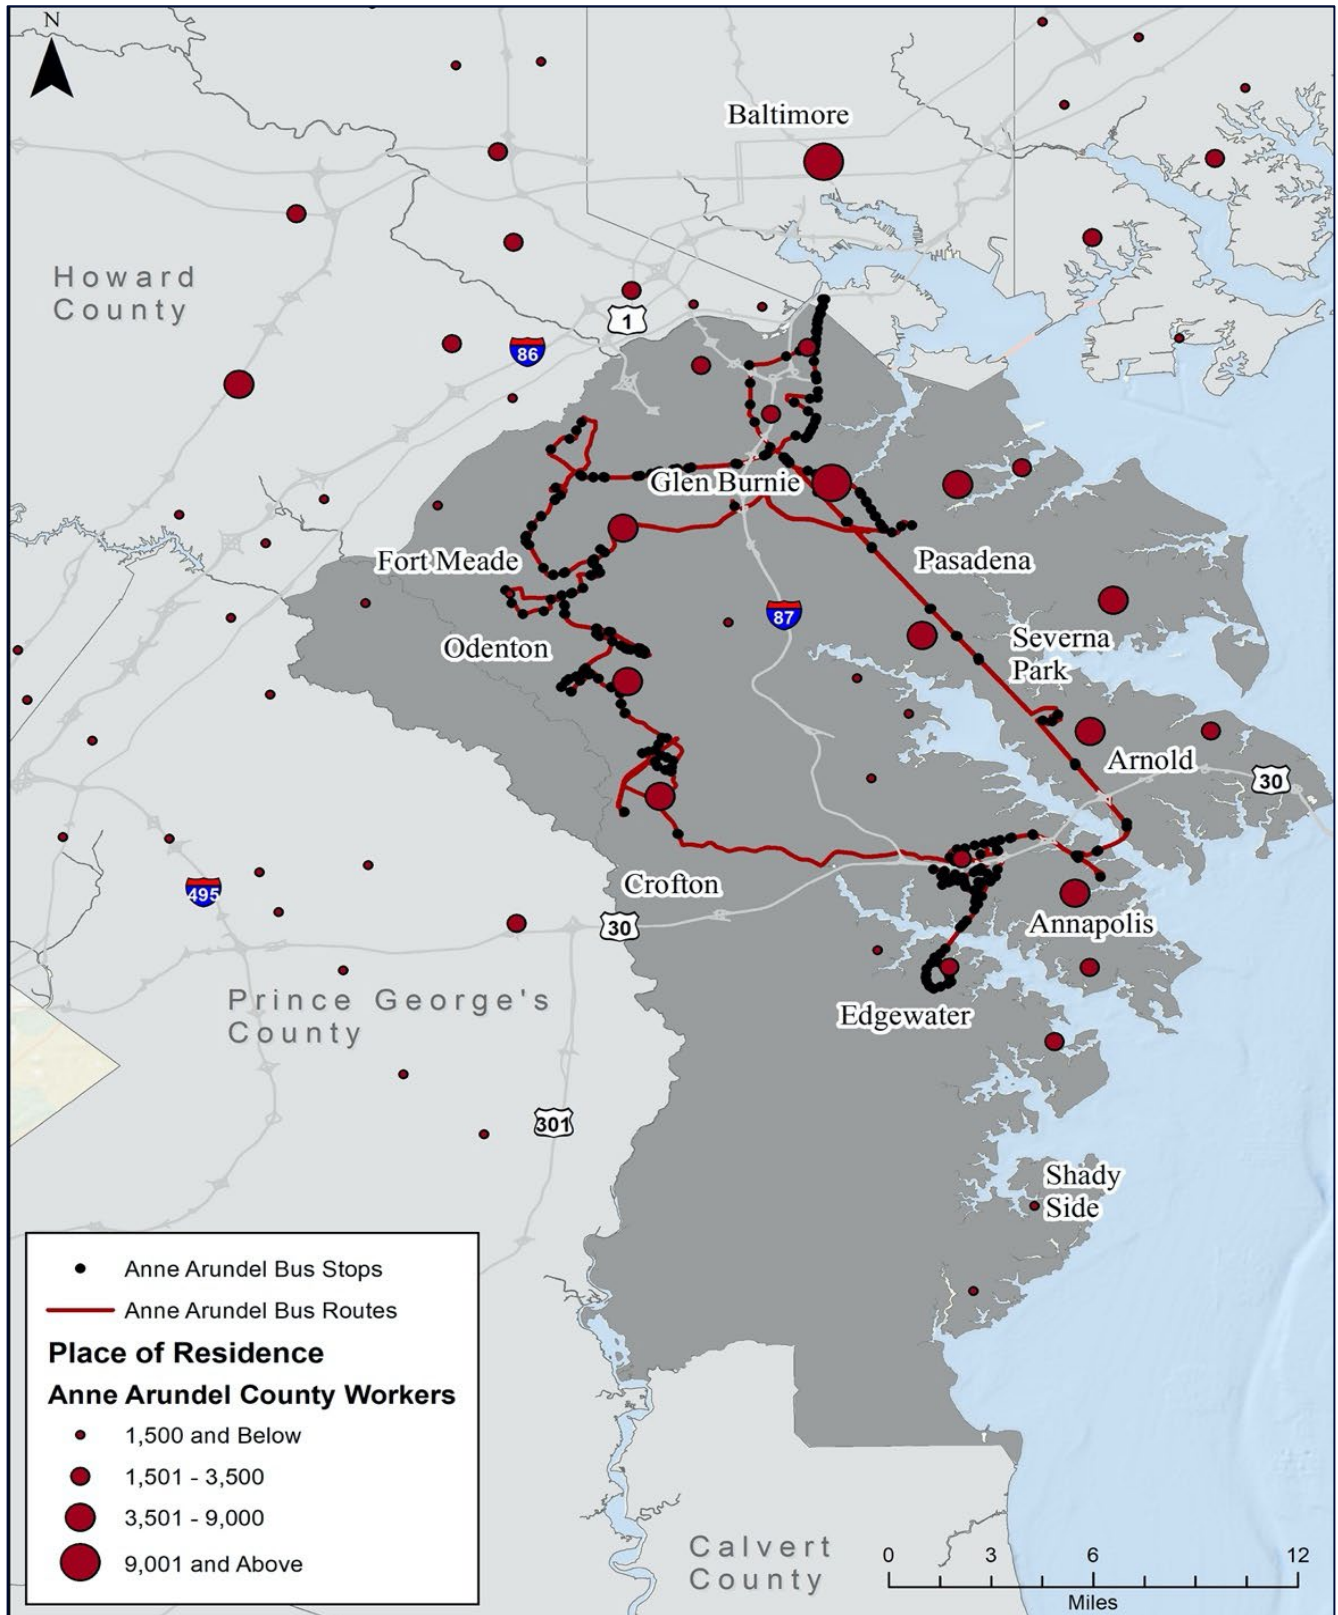 N
Baltimore
Howard
County
1
86
Glen Burnie
Fort Meade
Pasadena
87
Odenton
Severna
Park
Arnold
30
Crofton
495
30
Annapolis
Prince George's
County
Edgewater
301
Shady
Side
Anne Arundel Bus Stops
Anne Arundel Bus Routes
Place of Residence
Anne Arundel County Workers
1,500 and Below
1,501 - 3,500
3,501 - 9,000
9,001 and Above
Calvert
County
0 3 6 12
Miles